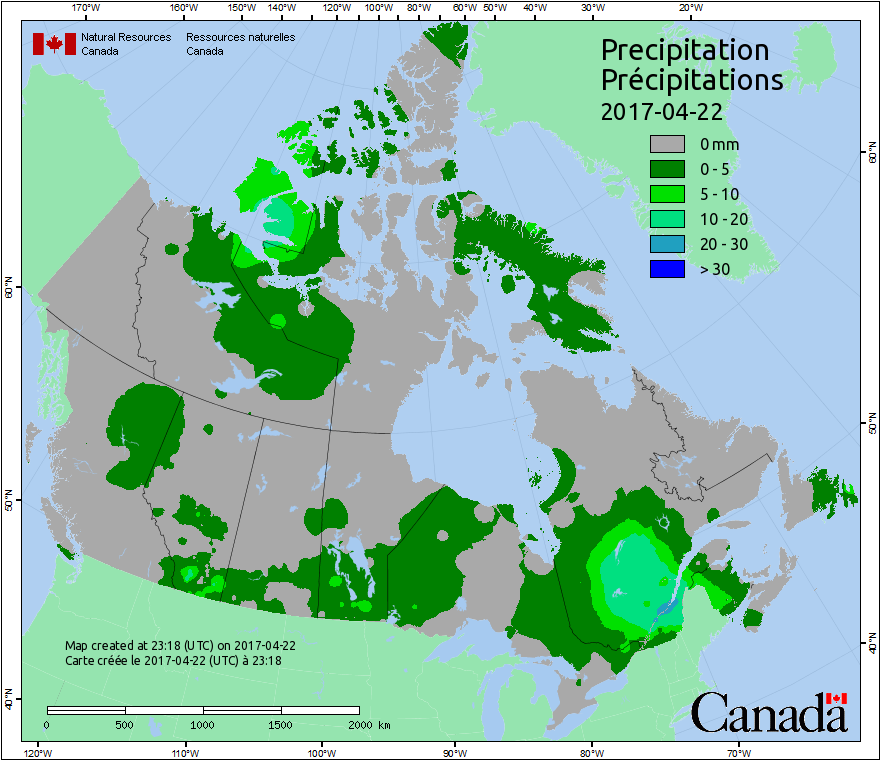 170°W 160°W 150°W 140°W 120°W 100°W 80°W 60°W 50°W 40°W 30°W 20°W
Natural Resources Ressources naturelles
Canada Canada
Precipitation
Précipitations
2017-04-22
0 mm
0 - 5
5 - 10
10 - 20
20 - 30
> 30
60°N
60°N
50°N
50°N
40°N
40°N
Map created at 23:18 (UTC) on 2017-04-22
Carte créée le 2017-04-22 (UTC) à 23:18
0 500 1000 1500 2000 km
Canada
120°W 110°W 100°W 90°W 80°W 70°W